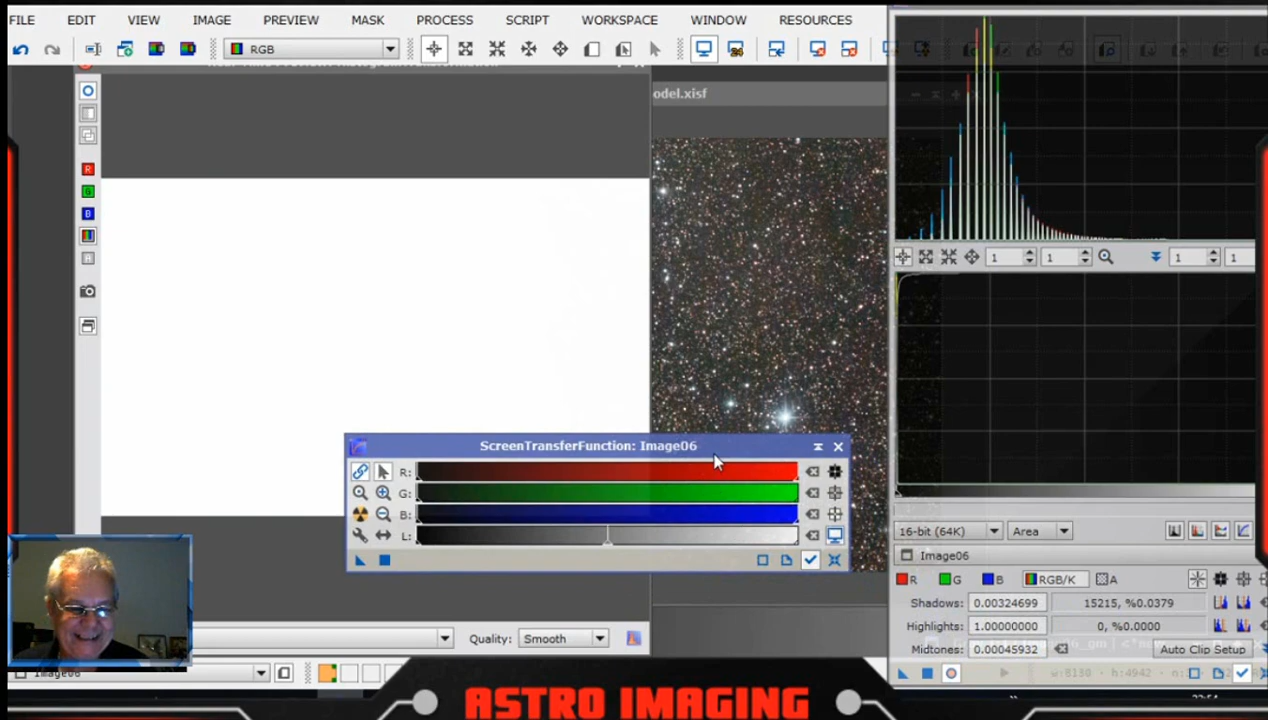 FILE EDIT VIEW IMAGE PREVIEW MASK PROCESS SCRIPT WORKSPACE WINDOW RESOURCES
RGB
odel.xisf
1 1 1 1
ScreenTransferFunction: Image06
R:
G:
B:
L:
16-bit (64K) Area
Image06
R G B RGB/K A
Shadows: 0.00324699 15215, %0.0379
Highlights: 1.00000000 0, %0.0000
Midtones: 0.00045932 Auto Clip Setup
Quality: Smooth
Image06
w:8130 · h:4942
ASTRO IMAGING